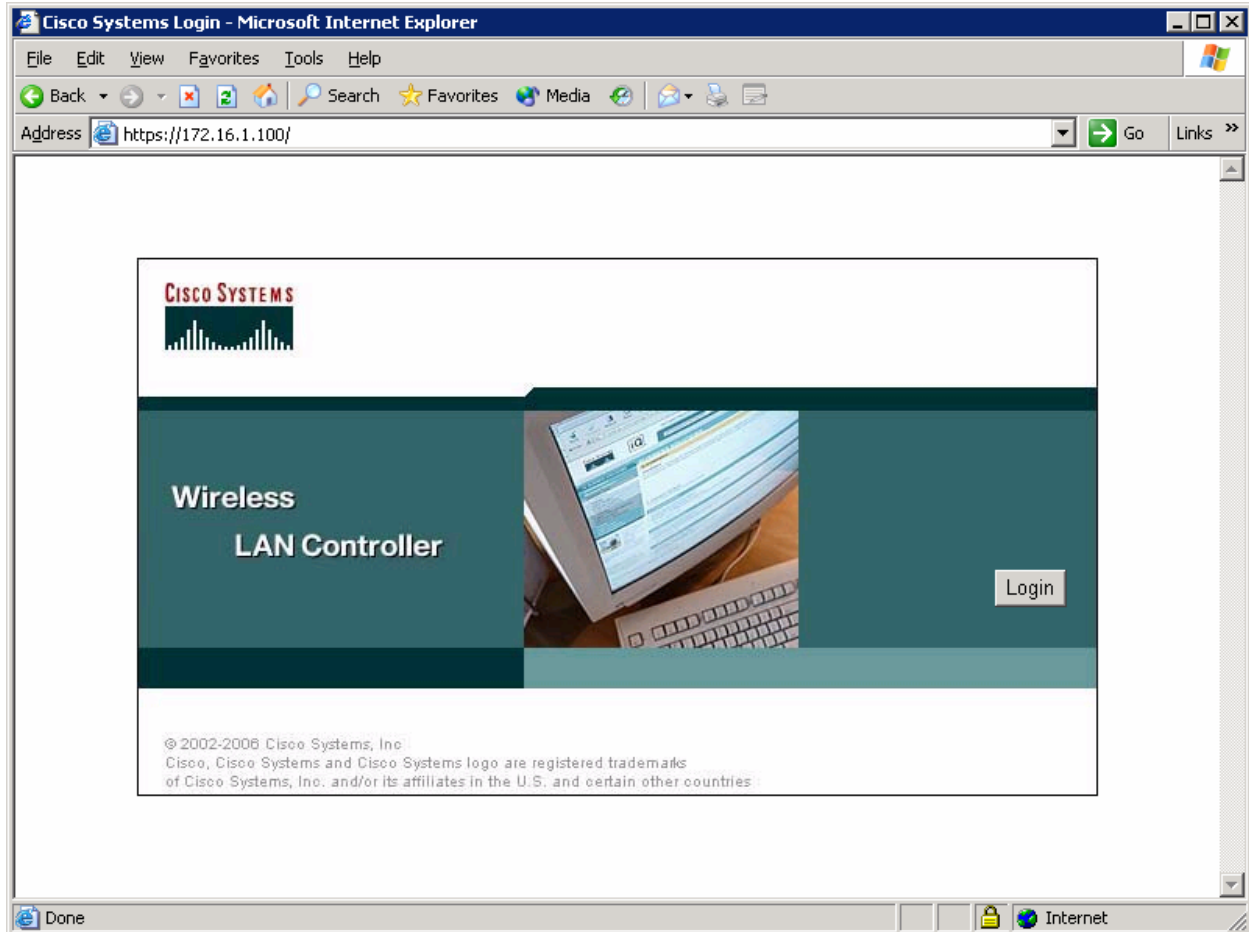 Cisco Systems Login - Microsoft Internet Explorer
File Edit View Favorites Tools Help
Back Search Favorites Media
Address https://172.16.1.100/ Go Links »
CISCO SYSTEMS
iQ
Wireless
LAN Controller
Login
© 2002-2006 Cisco Systems, Inc
Cisco, Cisco Systems and Cisco Systems logo are registered trademarks
of Cisco Systems, Inc. and/or its affiliates in the U.S. and certain other countries
Done Internet